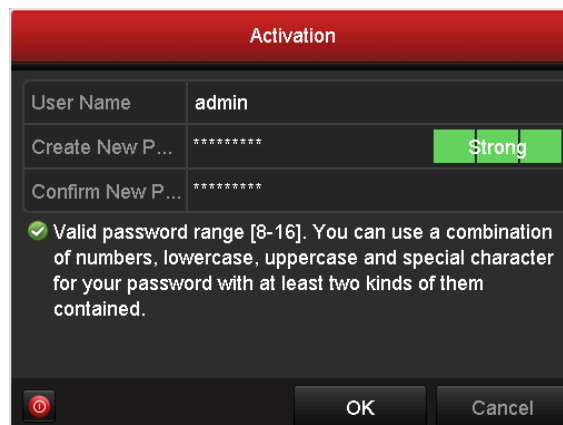 Activation
User Name admin
Create New P... ********* Strong
Confirm New P... *********
Valid password range [8-16]. You can use a combination
of numbers, lowercase, uppercase and special character
for your password with at least two kinds of them
contained.
OK Cancel